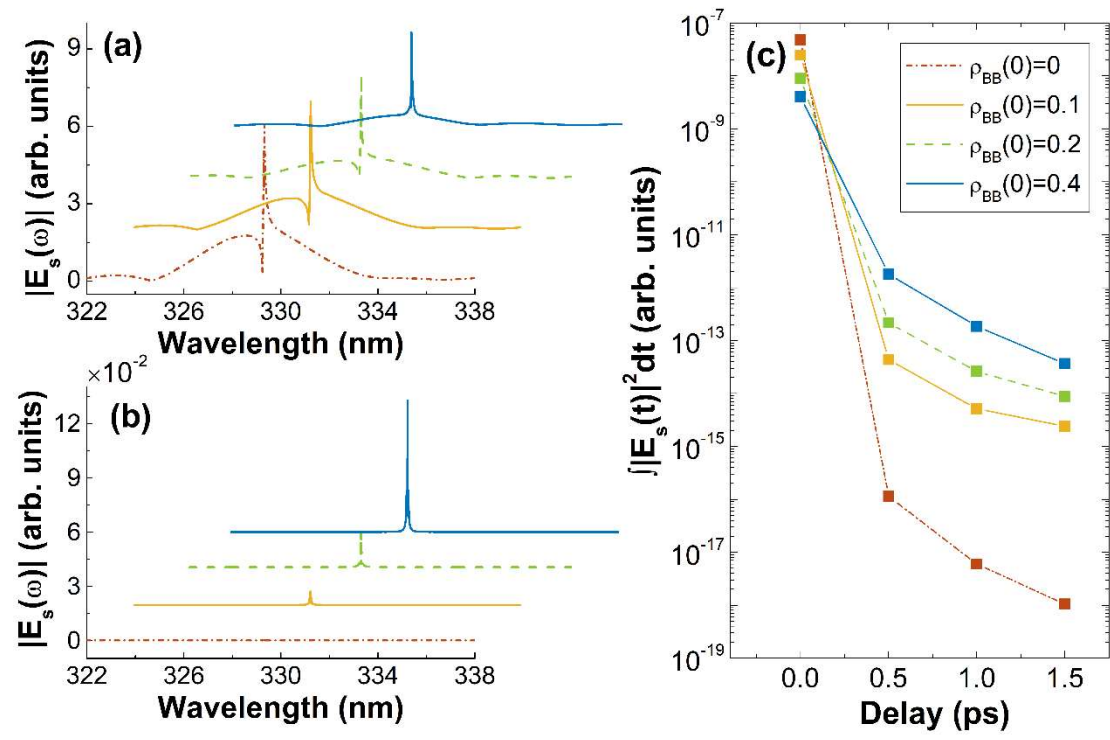 (a)
9
6
3
0
|E_s(ω)| (arb. units)
322 326 330 334 338
Wavelength (nm)
×10⁻²
(b)
12
9
6
3
0
|E_s(ω)| (arb. units)
322 326 330 334 338
Wavelength (nm)
(c)
10⁻⁷
10⁻⁹
10⁻¹¹
10⁻¹³
10⁻¹⁵
10⁻¹⁷
10⁻¹⁹
∫|E_s(t)|²dt (arb. units)
ρ_BB(0)=0
ρ_BB(0)=0.1
ρ_BB(0)=0.2
ρ_BB(0)=0.4
0.0 0.5 1.0 1.5
Delay (ps)